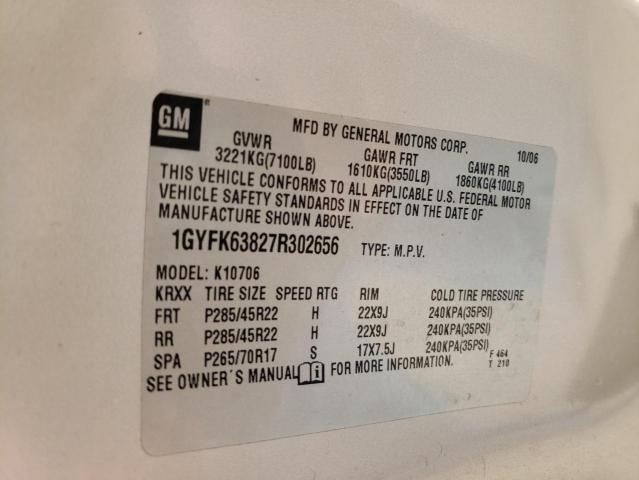 GM ®
MFD BY GENERAL MOTORS CORP. 10/06
GVWR GAWR FRT GAWR RR
3221KG(7100LB) 1610KG(3550LB) 1860KG(4100LB)
THIS VEHICLE CONFORMS TO ALL APPLICABLE U.S. FEDERAL MOTOR
VEHICLE SAFETY STANDARDS IN EFFECT ON THE DATE OF
MANUFACTURE SHOWN ABOVE.
1GYFK63827R302656 TYPE: M.P.V.
MODEL: K10706
KRXX TIRE SIZE SPEED RTG RIM COLD TIRE PRESSURE
FRT P285/45R22 H 22X9J 240KPA(35PSI)
RR P285/45R22 H 22X9J 240KPA(35PSI)
SPA P265/70R17 S 17X7.5J 240KPA(35PSI) F 464
T 210
SEE OWNER´S MANUAL i FOR MORE INFORMATION.